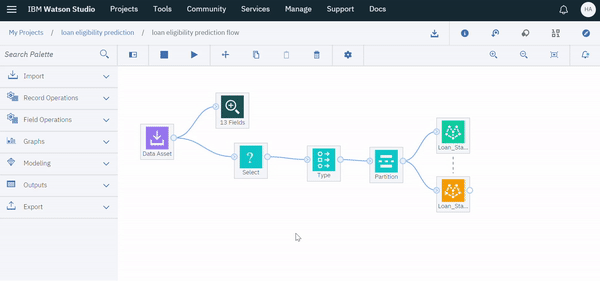 IBM Watson Studio Projects Tools Community Services Manage Support Docs HA
My Projects / loan eligibility prediction / loan eligibility prediction flow
Search Palette
Import
Record Operations
Field Operations
Graphs
Modeling
Outputs
Export
13 Fields
Data Asset
Select
Type
Partition
Loan_Sta...
Loan_Sta...